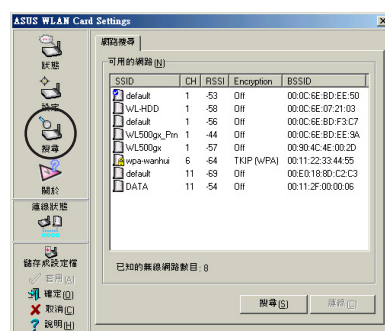 ASUS WLAN Card Settings
狀態
設定
搜尋
關於
連線狀態
儲存成設定檔
套用(A)
確定(O)
取消(C)
說明(H)
網路搜尋
可用的網路(N)
SSID CH RSSI Encryption BSSID
default 1 -53 Off 00:0C:6E:BD:EE:50
WL-HDD 1 -58 Off 00:0C:6E:07:21:03
default 1 -56 Off 00:0C:6E:BD:F3:C7
WL500gx_Prn 1 -44 Off 00:0C:6E:BD:EE:9A
WL500gx 1 -57 Off 00:90:4C:4E:00:2D
wpa-wanhui 6 -64 TKIP (WPA) 00:11:22:33:44:55
default 11 -69 Off 00:E0:18:8D:C2:C3
DATA 11 -54 Off 00:11:2F:00:00:06
已知的無線網路數目: 8
搜尋(S)
連線(C)